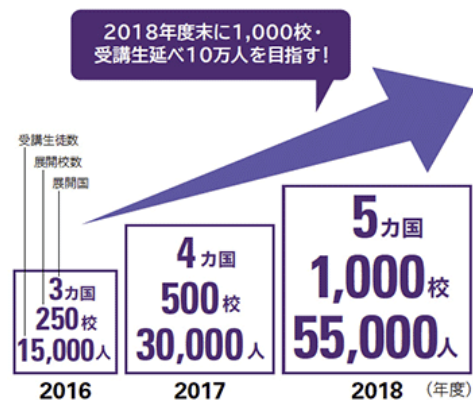 2018年度末に1,000校・
受講生延べ10万人を目指す!
受講生徒数
展開校数
展開国
3カ国
250校
15,000人
4カ国
500校
30,000人
5カ国
1,000校
55,000人
2016
2017
2018 (年度)